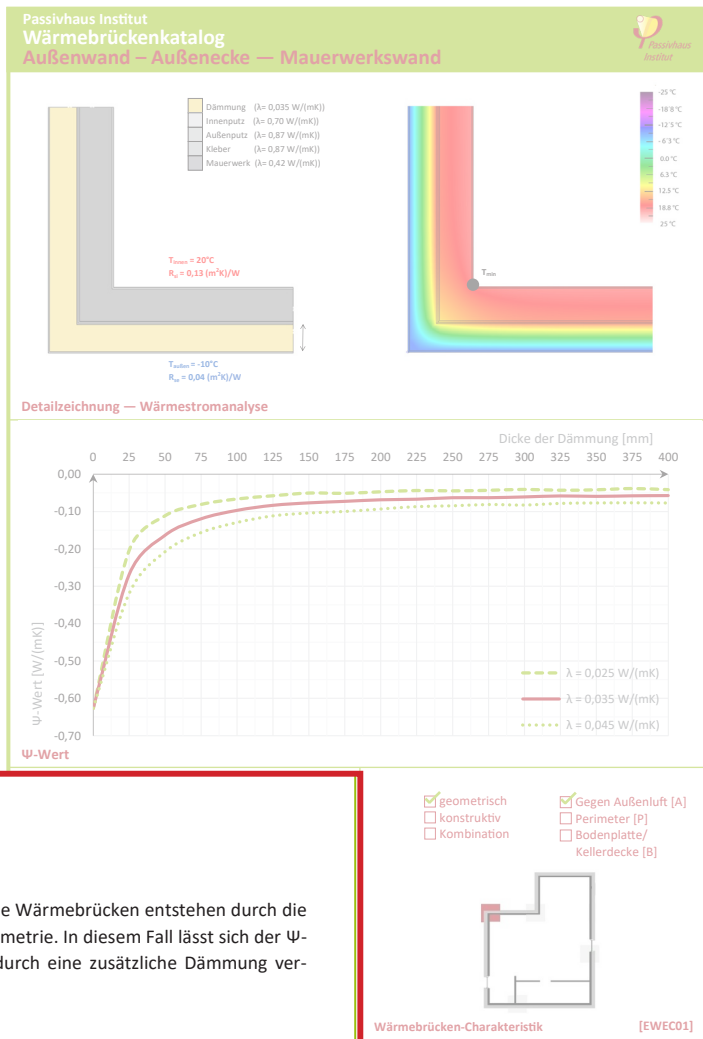 Passivhaus Institut
Wärmebrückenkatalog
Außenwand – Außenecke — Mauerwerkswand
Passivhaus
Institut
Dämmung (λ= 0,035 W/(mK))
Innenputz (λ= 0,70 W/(mK))
Außenputz (λ= 0,87 W/(mK))
Kleber (λ= 0,87 W/(mK))
Mauerwerk (λ= 0,42 W/(mK))
Tinnen = 20°C
Rsi = 0,13 (m²K)/W
Taußen = -10°C
Rse = 0,04 (m²K)/W
Tmin
-25 °C
-18'8 °C
-12'5 °C
-6'3 °C
0.0 °C
6.3 °C
12.5 °C
18.8 °C
25 °C
Detailzeichnung — Wärmestromanalyse
Dicke der Dämmung [mm]
0 25 50 75 100 125 150 175 200 225 250 275 300 325 350 375 400
0,00
-0,10
-0,20
-0,30
-0,40
-0,50
-0,60
-0,70
Ψ-Wert [W/(mK)]
λ = 0,025 W/(mK)
λ = 0,035 W/(mK)
λ = 0,045 W/(mK)
Ψ-Wert
geometrisch
konstruktiv
Kombination
Gegen Außenluft [A]
Perimeter [P]
Bodenplatte/
Kellerdecke [B]
e Wärmebrücken entstehen durch die
metrie. In diesem Fall lässt sich der Ψ-
durch eine zusätzliche Dämmung ver-
Wärmebrücken-Charakteristik [EWEC01]